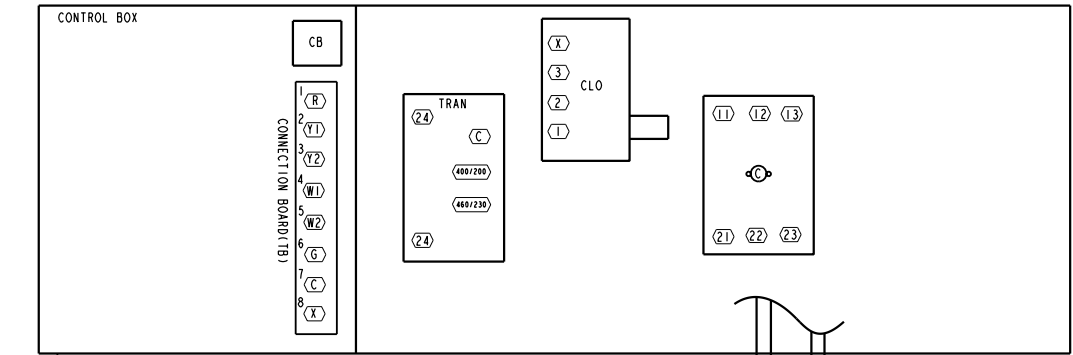 CONTROL BOX
CB
CONNECTION BOARD(TB)
1 R
2 Y1
3 Y2
4 W1
5 W2
6 G
7 C
8 X
TRAN
24
C
400/200
460/230
24
X
3
2
1
CLO
11 12 13
C
21 22 23